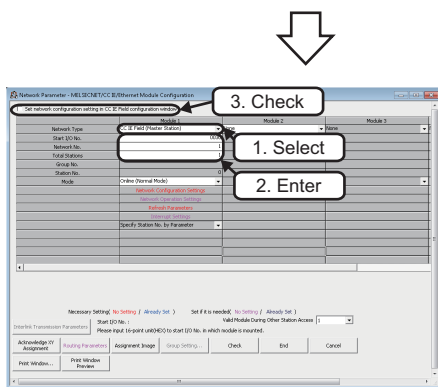 Network Parameter - MELSECNET/CC IE/Ethernet Module Configuration
Set network configuration setting in CC IE Field configuration window
3. Check
Module 1 Module 2 Module 3
Network Type CC IE Field (Master Station) None None
1. Select
Start I/O No. 0000
Network No. 1
Total Stations 1
2. Enter
Group No.
Station No. 0
Mode Online (Normal Mode)
Network Configuration Settings
Network Operation Settings
Refresh Parameters
Interrupt Settings
Specify Station No. by Parameter
Necessary Setting( No Setting / Already Set ) Set if it is needed( No Setting / Already Set )
Interlink Transmission Parameters
Start I/O No. :
Valid Module During Other Station Access 1
Please input 16-point unit(HEX) to start I/O No. in which module is mounted.
Acknowledge XY Assignment Routing Parameters Assignment Image Group Setting... Check End Cancel
Print Window... Print Window Preview